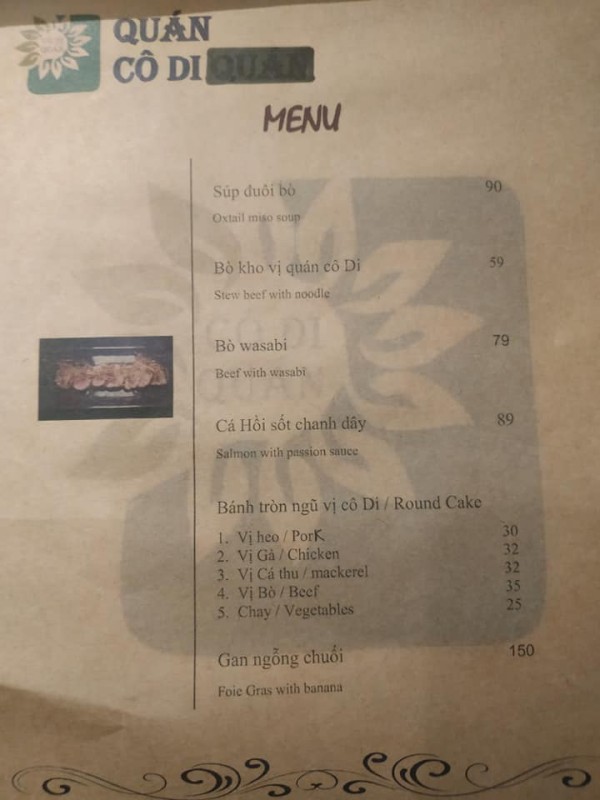 QUÁN
CÔ DI QUÁN
MENU
Súp đuôi bò 90
Oxtail miso soup
Bò kho vị quán cô Di 59
Stew beef with noodle
Bò wasabi 79
Beef with wasabi
Cá Hồi sốt chanh dây 89
Salmon with passion sauce
Bánh tròn ngũ vị cô Di / Round Cake
1. Vị heo / PorK 30
2. Vị Gà / Chicken 32
3. Vị Cá thu / mackerel 32
4. Vị Bò / Beef 35
5. Chay / Vegetables 25
Gan ngỗng chuối 150
Foie Gras with banana
CÔ DI
QUÁN